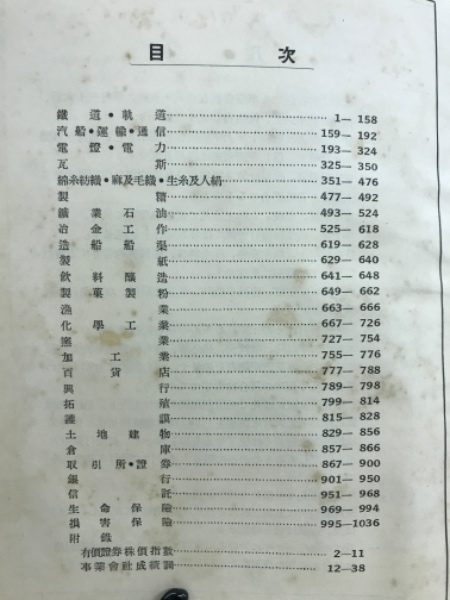 目次
鐵道・軌道 1—158
汽船・運輸・通信 159—192
電燈・電力 193—324
瓦斯 325—350
綿糸紡織・麻及毛織・生糸及人絹 351—476
製糖 477—492
鑛業石油 493—524
冶金工作 525—618
造船船渠 619—628
製紙 629—640
飲料釀造 641—648
製菓製粉 649—662
漁業 663—666
化學工業 667—726
窯業 727—754
加工業 755—776
百貨店 777—788
興行 789—798
拓殖 799—814
護謨 815—828
土地建物 829—856
倉庫 857—866
取引所・證券 867—900
銀行 901—950
信託 951—968
生命保險 969—994
損害保險 995—1036
附錄
有價證券株價指數 2—11
事業會社成績調 12—38